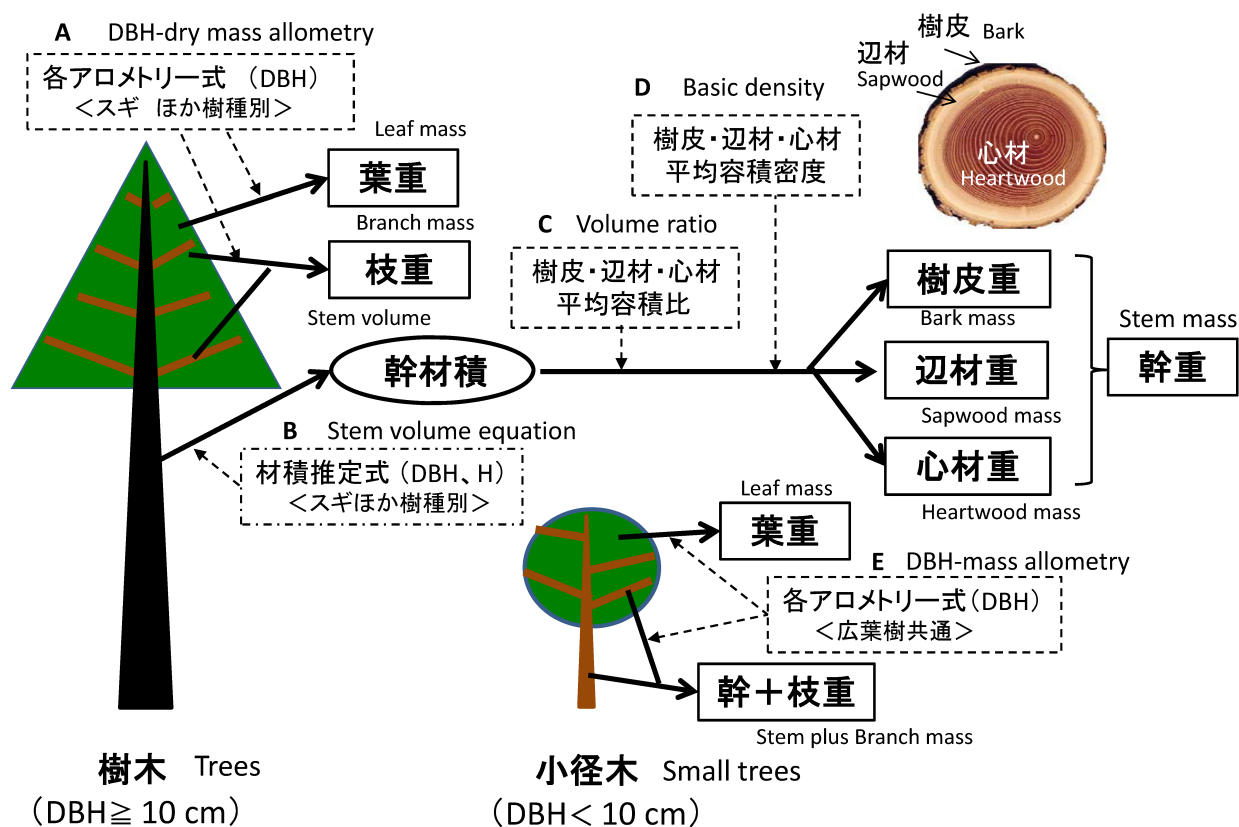 A DBH-dry mass allometry
各アロメトリー式 （DBH）
＜スギ ほか樹種別＞
Leaf mass
葉重
Branch mass
枝重
Stem volume
幹材積
B Stem volume equation
材積推定式（DBH、H）
＜スギほか樹種別＞
C Volume ratio
樹皮・辺材・心材
平均容積比
D Basic density
樹皮・辺材・心材
平均容積密度
樹皮 Bark
辺材
Sapwood
心材
Heartwood
樹皮重
Bark mass
辺材重
Sapwood mass
心材重
Heartwood mass
Stem mass
幹重
Leaf mass
葉重
E DBH-mass allometry
各アロメトリー式（DBH）
＜広葉樹共通＞
幹＋枝重
Stem plus Branch mass
樹木 Trees
（DBH≧10 cm）
小径木 Small trees
（DBH＜10 cm）